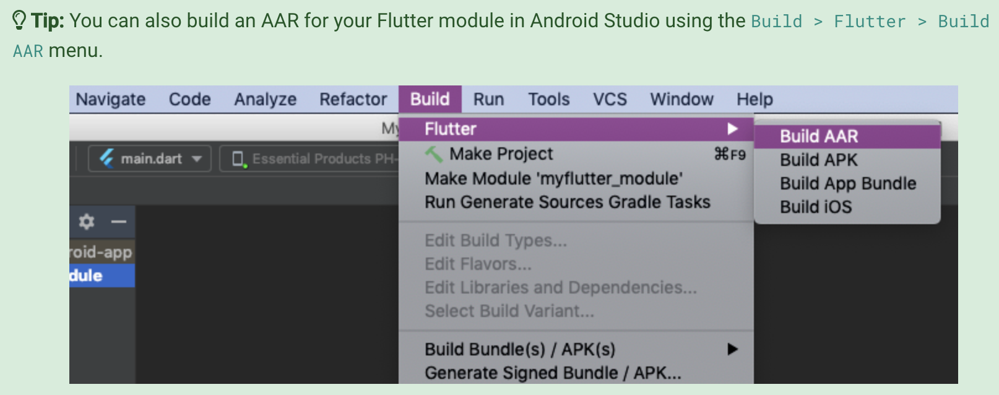 Tip: You can also build an AAR for your Flutter module in Android Studio using the Build > Flutter > Build
AAR menu.
Navigate Code Analyze Refactor Build Run Tools VCS Window Help
My
Flutter
Build AAR
main.dart
Essential Products PH-
Make Project ⌘F9
Build APK
Make Module 'myflutter_module'
Build App Bundle
Run Generate Sources Gradle Tasks
Build iOS
Edit Build Types...
roid-app
Edit Flavors...
dule
Edit Libraries and Dependencies...
Select Build Variant...
Build Bundle(s) / APK(s)
Generate Signed Bundle / APK...